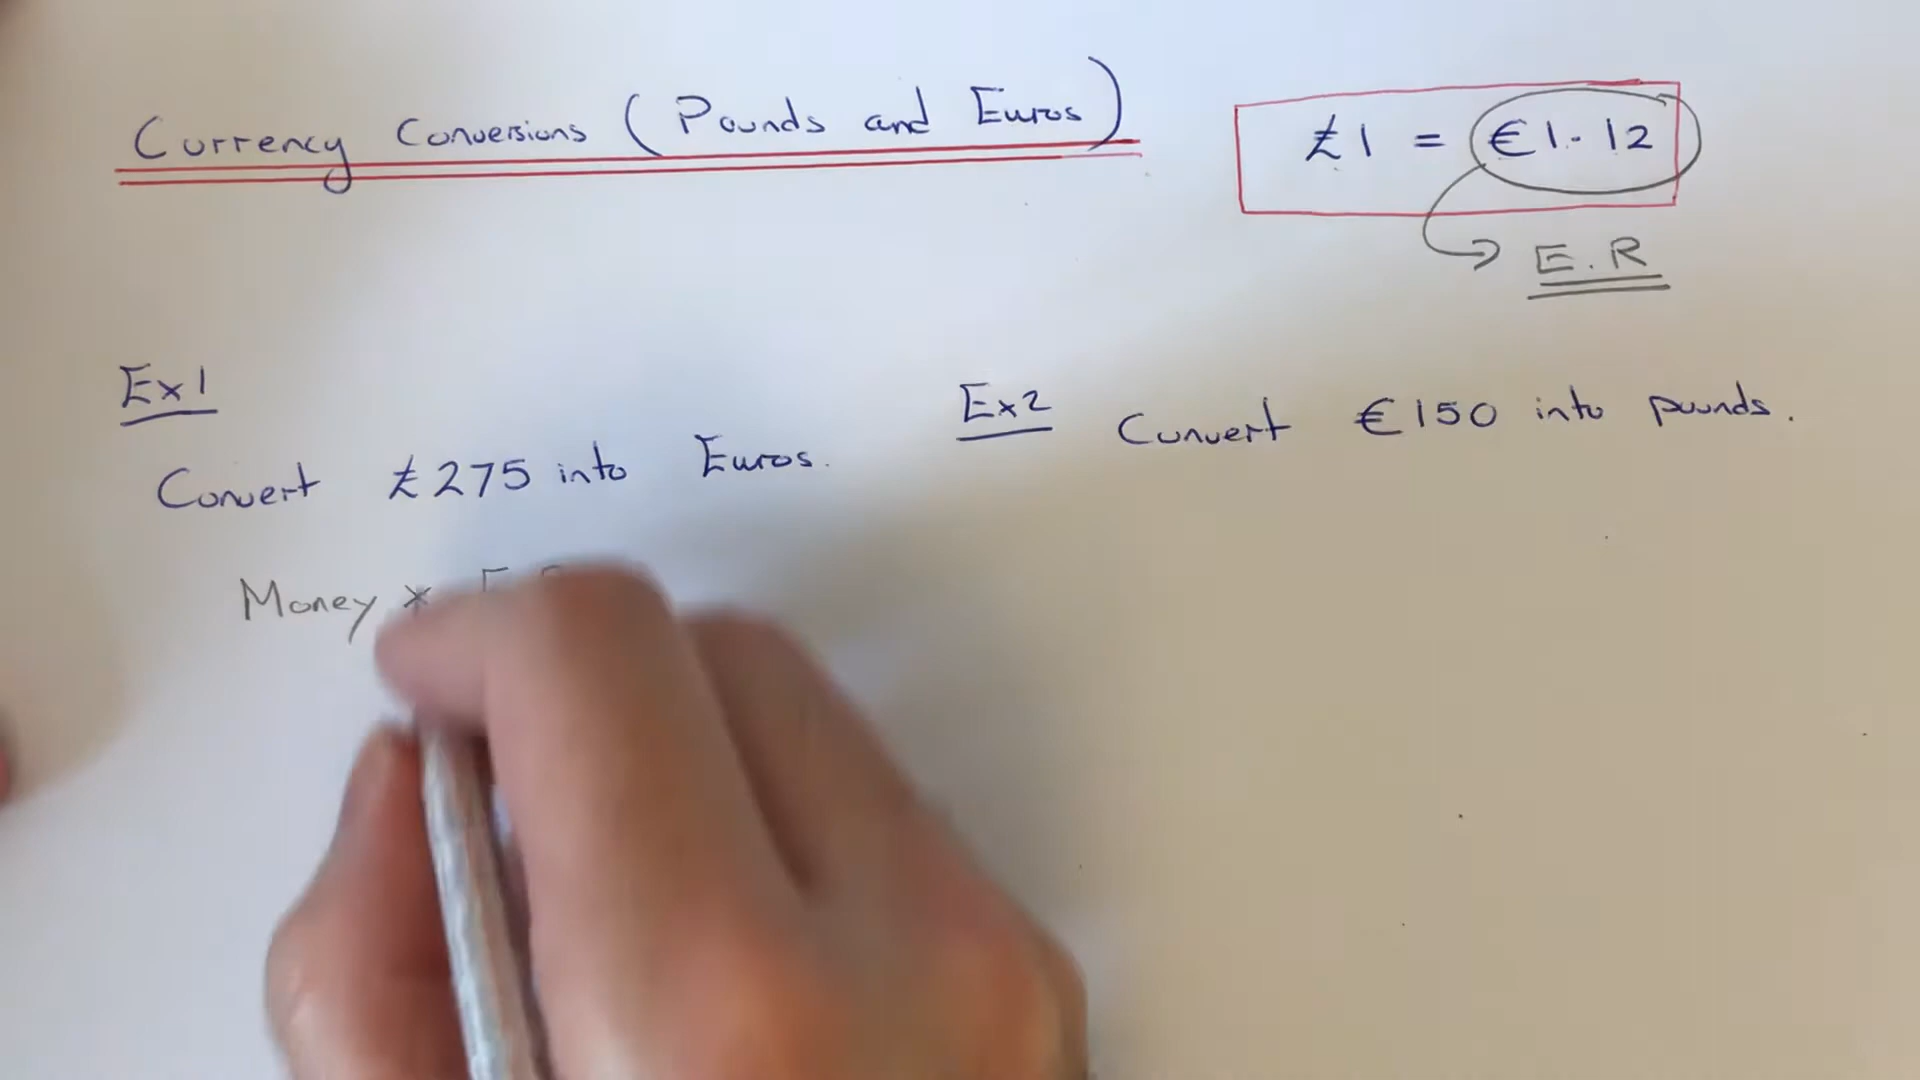 Currency Conversions (Pounds and Euros)
£1 = €1.12
E.R
Ex1
Convert £275 into Euros.
Money ×
Ex2 Convert €150 into pounds.